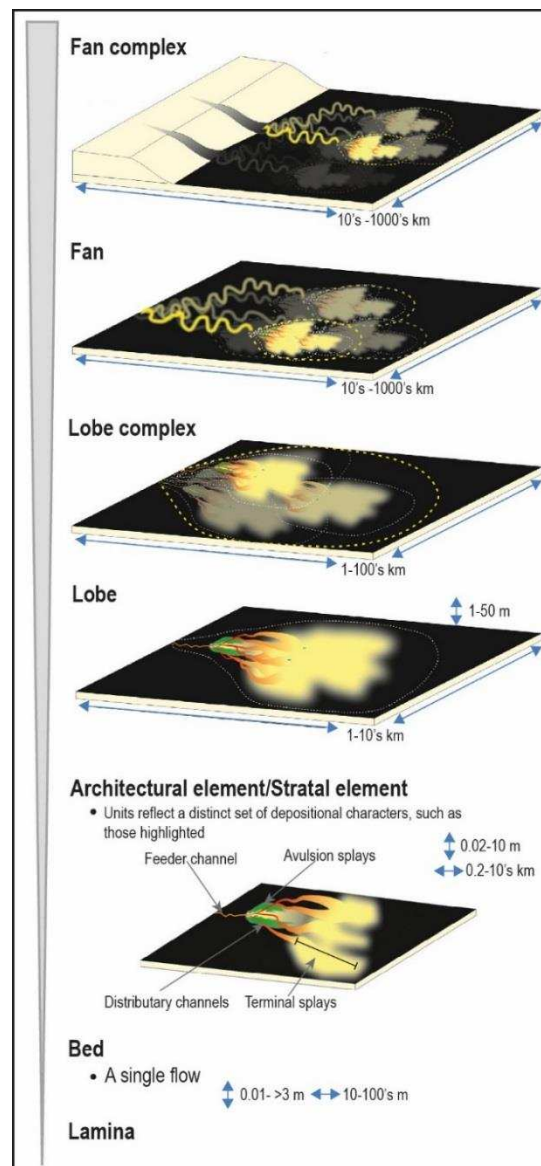 Fan complex
10's -1000's km
Fan
10's -1000's km
Lobe complex
1-100's km
Lobe
1-50 m
1-10's km
Architectural element/Stratal element
• Units reflect a distinct set of depositional characters, such as
those highlighted
0.02-10 m
0.2-10's km
Feeder channel
Avulsion splays
Distributary channels
Terminal splays
Bed
• A single flow
0.01- >3 m
10-100's m
Lamina